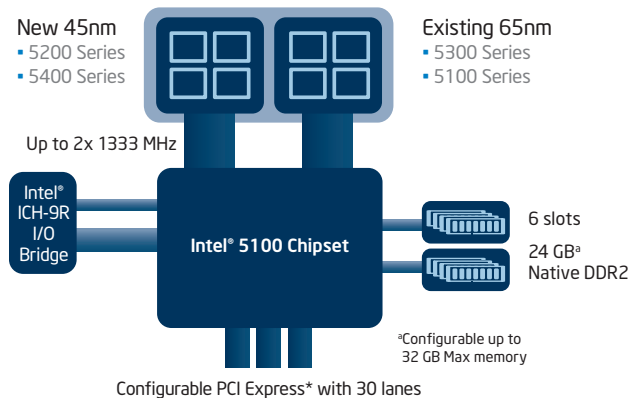 New 45nm
▪ 5200 Series
▪ 5400 Series
Existing 65nm
▪ 5300 Series
▪ 5100 Series
Up to 2x 1333 MHz
Intel®
ICH-9R
I/O
Bridge
Intel® 5100 Chipset
6 slots
24 GBª
Native DDR2
ªConfigurable up to
32 GB Max memory
Configurable PCI Express* with 30 lanes